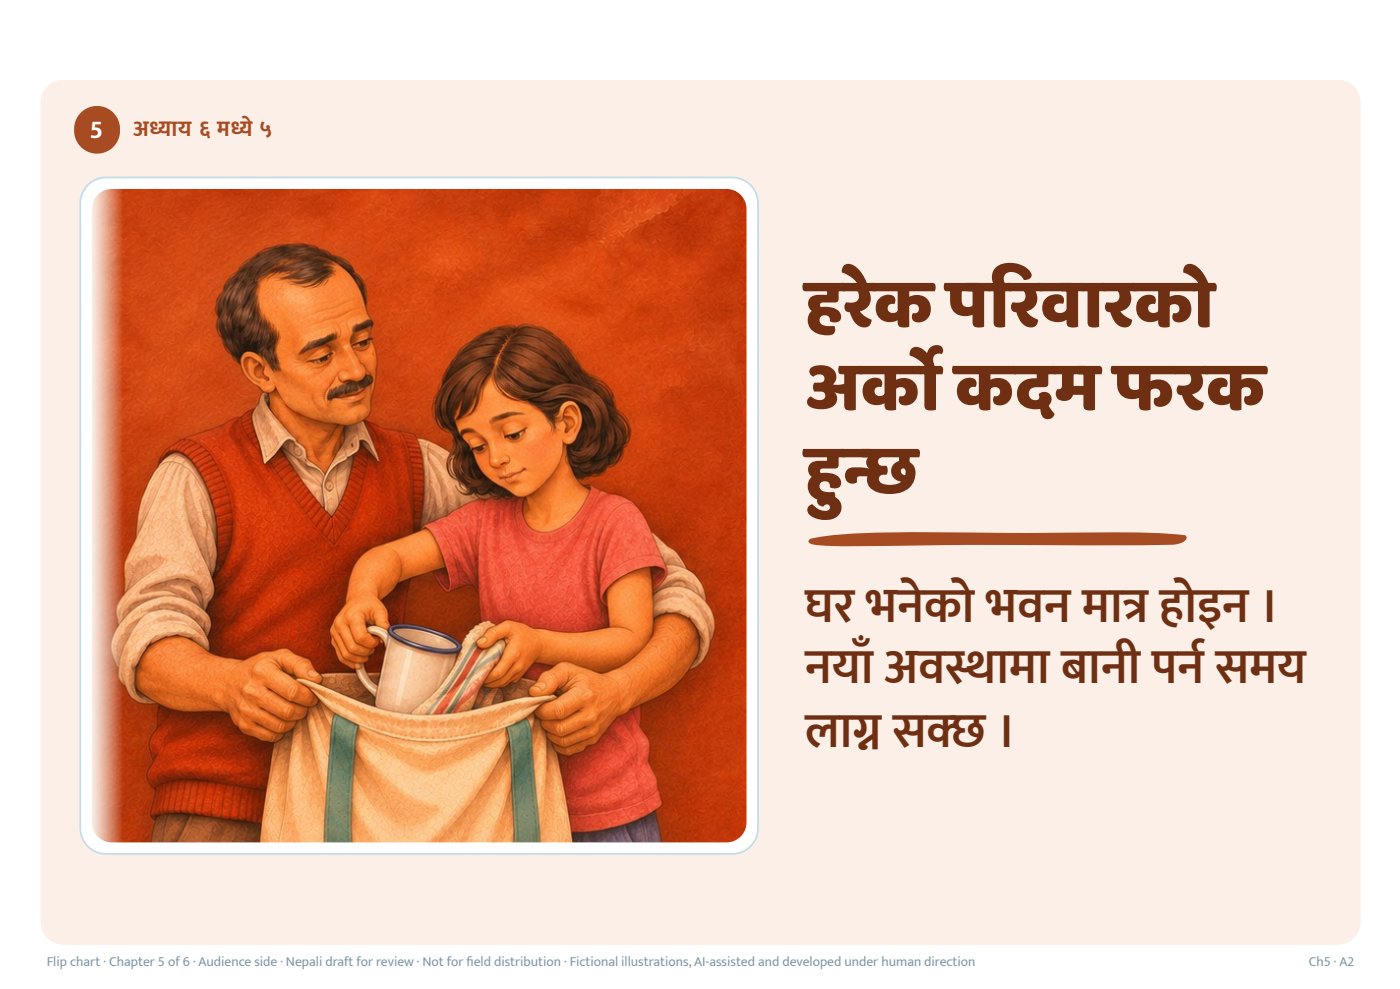 5 अध्याय ६ मध्ये ५
हरेक परिवारको
अर्को कदम फरक
हुन्छ
घर भनेको भवन मात्र होइन ।
नयाँ अवस्थामा बानी पर्न समय
लाग्न सक्छ ।
Flip chart · Chapter 5 of 6 · Audience side · Nepali draft for review · Not for field distribution · Fictional illustrations, AI-assisted and developed under human direction
Ch5 · A2